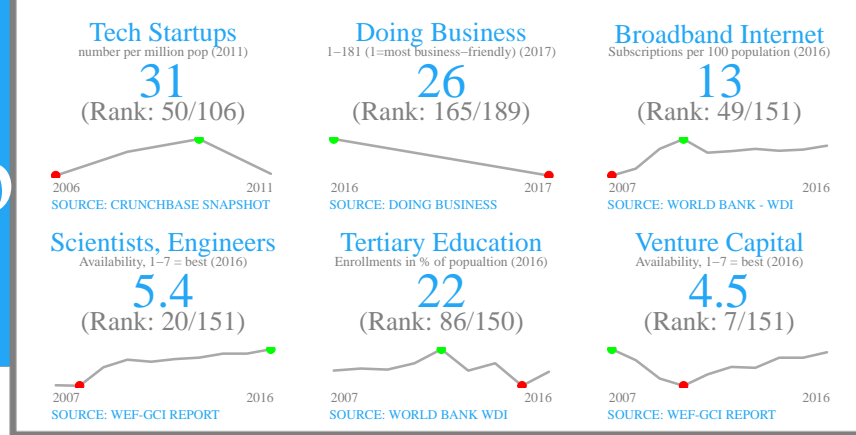 Tech Startups
number per million pop (2011)
31
(Rank: 50/106)
2006 2011
SOURCE: CRUNCHBASE SNAPSHOT
Doing Business
1–181 (1=most business–friendly) (2017)
26
(Rank: 165/189)
2016 2017
SOURCE: DOING BUSINESS
Broadband Internet
Subscriptions per 100 population (2016)
13
(Rank: 49/151)
2007 2016
SOURCE: WORLD BANK - WDI
Scientists, Engineers
Availability, 1–7 = best (2016)
5.4
(Rank: 20/151)
2007 2016
SOURCE: WEF-GCI REPORT
Tertiary Education
Enrollments in % of popualtion (2016)
22
(Rank: 86/150)
2007 2016
SOURCE: WORLD BANK WDI
Venture Capital
Availability, 1–7 = best (2016)
4.5
(Rank: 7/151)
2007 2016
SOURCE: WEF-GCI REPORT